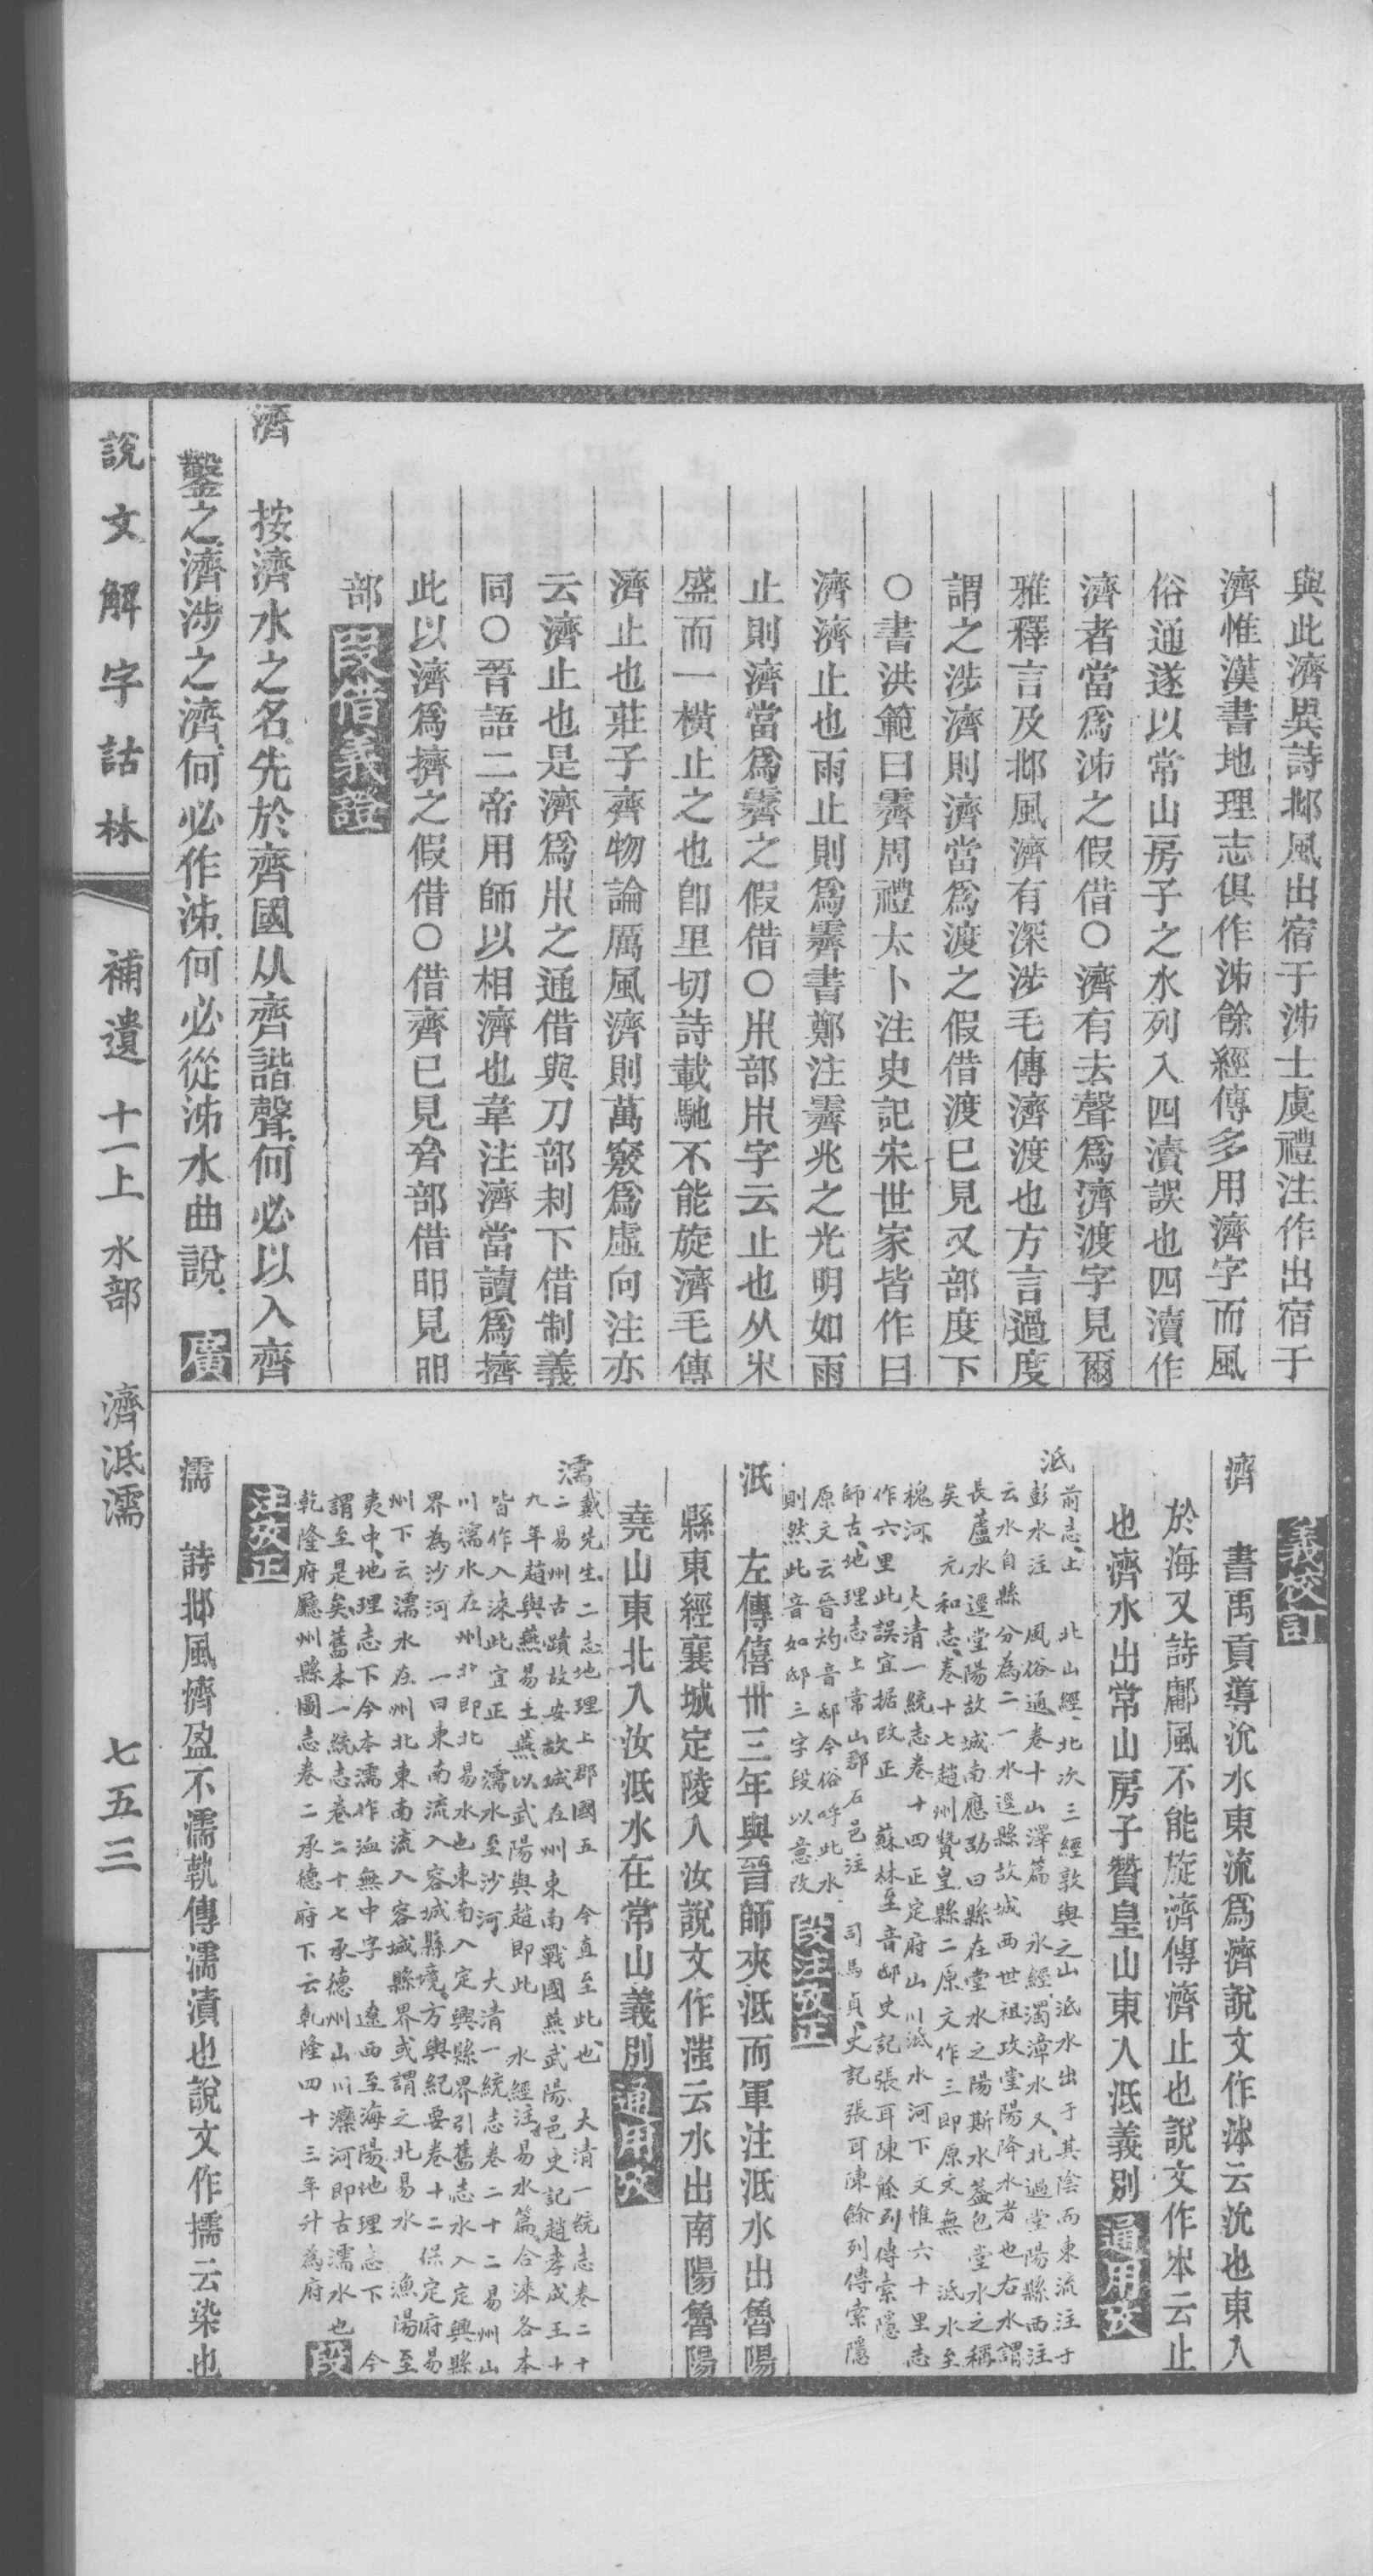 與此濟異詩邶風出宿于泲士虞禮注作出宿于
濟惟漢書地理志俱作泲餘經傳多用濟字而風
俗通遂以常山房子之水列入四瀆誤也四瀆作
濟者當爲泲之假借〇濟有去聲爲濟渡字見爾
雅釋言及邶風濟有深涉毛傳濟渡也方言過度
謂之涉濟則濟當爲渡之假借渡已見又部度下
〇書洪範曰霽周禮太卜注史記宋世家皆作曰
濟濟止也雨止則爲霽書鄭注霽兆之光明如雨
止則濟當爲霽之假借〇𣎵部𣎵字云止也从𣎵
盛而一橫止之也卽里切詩載馳不能旋濟毛傳
濟止也莊子齊物論厲風濟則萬竅爲虛向注亦
云濟止也是濟爲𣎵之通借與刀部利下借制義
同〇晉語二帝用師以相濟也韋注濟當讀爲擠
此以濟爲擠之假借〇借齊已見㫺部借明見明
部 叚借義證
濟 按濟水之名先於齊國从齊諧聲何必以入齊
鑿之濟涉之濟何必作泲何必從泲水曲說 廣
義校訂
濟 書禹貢導沇水東流爲濟說文作泲云沇也東入
於海又詩鄘風不能旋濟傳濟止也說文作𣎵云止
也濟水出常山房子贊皇山東入泜義別 通用攷
泜 前志上 北山經北次三經敦與之山泜水出于其陰而東流注于
彭水注 風俗通卷十山澤篇 水經濁漳水又北過堂陽縣西注
云水自縣分爲二一水逕縣故城西世祖攻堂陽降水者也右水謂
長蘆水逕堂陽故城南應劭曰縣在堂水之陽斯水葢包堂水之稱
矣 元和志卷十七趙州贊皇縣二原文作三即原文無 泜水至
槐河 大清一統志卷十四正定府山川泜水河下文惟六十里志
作六里此誤宜据改正 蘇林至音邸史記張耳陳餘列傳索隱
師古地理志上常山郡石邑注 司馬貞史記張耳陳餘列傳索隱
原文云晉灼音邸今俗呼此水
則然此音如邸三字段以意改 段注攷正
泜 左傳僖卅三年與晉師夾泜而軍注泜水出魯陽
縣東經襄城定陵入汝說文作滍云水出南陽魯陽
堯山東北入汝泜水在常山義別 通用攷
濡 戴先生二志地理上郡國五 今直至此也 大清一統志卷二十
二易州古蹟故安故城在州東南戰國燕武陽邑史記趙孝成王十
九年趙與燕易土燕以武陽與趙即此 水經注易水篇合淶各本
皆作入淶此宜正 濡水至沙河 大清一統志卷二十二易州山
川濡水在州北即北易水也東南入定興縣界引舊志水入定興縣
界為沙河 一曰東南流入容城縣境方輿紀要卷十二保定府易
州下云濡水在州北東南流入容城縣界或謂之北易水 漁陽至
夷中地理志下今本濡作洫無中字 遼西至海陽地理志下 今
謂至是矣舊本一統志卷二十七承德州山川灤河即古濡水也
乾隆府廳州縣圖志卷二承德府下云乾隆四十三年升為府 段
注攷正
濡 詩邶風濟盈不濡軌傳濡漬也說文作擩云染也
說文解字詁林 補遺 十一上 水部 濟泜濡 七五三